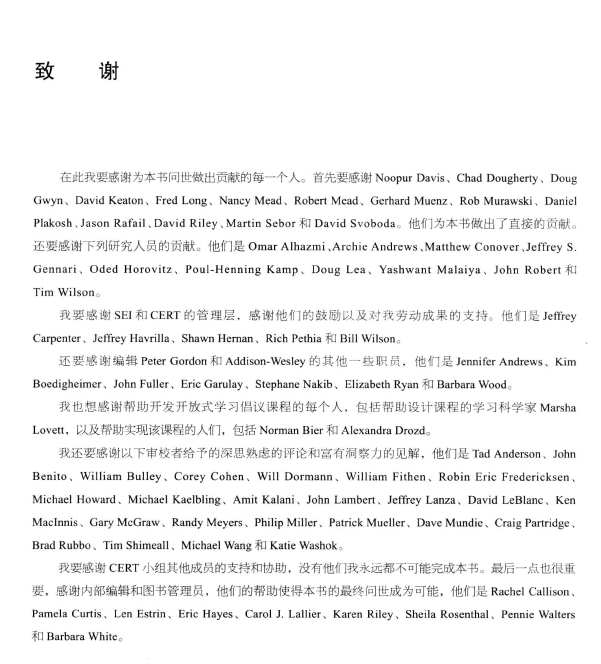 致 谢
在此我要感谢为本书问世做出贡献的每一个人。首先要感谢 Noopur Davis、Chad Dougherty、Doug
Gwyn、David Keaton、Fred Long、Nancy Mead、Robert Mead、Gerhard Muenz、Rob Murawski、Daniel
Plakosh、Jason Rafail、David Riley、Martin Sebor 和 David Svoboda。他们为本书做出了直接的贡献。
还要感谢下列研究人员的贡献。他们是 Omar Alhazmi、Archie Andrews、Matthew Conover、Jeffrey S.
Gennari、Oded Horovitz、Poul-Henning Kamp、Doug Lea、Yashwant Malaiya、John Robert 和
Tim Wilson。
我要感谢 SEI 和 CERT 的管理层，感谢他们的鼓励以及对我劳动成果的支持。他们是 Jeffrey
Carpenter、Jeffrey Havrilla、Shawn Hernan、Rich Pethia 和 Bill Wilson。
还要感谢编辑 Peter Gordon 和 Addison-Wesley 的其他一些职员，他们是 Jennifer Andrews、Kim
Boedigheimer、John Fuller、Eric Garulay、Stephane Nakib、Elizabeth Ryan 和 Barbara Wood。
我也想感谢帮助开发开放式学习倡议课程的每个人，包括帮助设计课程的学习科学家 Marsha
Lovett，以及帮助实现该课程的人们，包括 Norman Bier 和 Alexandra Drozd。
我还要感谢以下审校者给予的深思熟虑的评论和富有洞察力的见解，他们是 Tad Anderson、John
Benito、William Bulley、Corey Cohen、Will Dormann、William Fithen、Robin Eric Fredericksen、
Michael Howard、Michael Kaelbling、Amit Kalani、John Lambert、Jeffrey Lanza、David LeBlanc、Ken
MacInnis、Gary McGraw、Randy Meyers、Philip Miller、Patrick Mueller、Dave Mundie、Craig Partridge、
Brad Rubbo、Tim Shimeall、Michael Wang 和 Katie Washok。
我要感谢 CERT 小组其他成员的支持和协助，没有他们我永远都不可能完成本书。最后一点也很重
要，感谢内部编辑和图书管理员，他们的帮助使得本书的最终问世成为可能，他们是 Rachel Callison、
Pamela Curtis、Len Estrin、Eric Hayes、Carol J. Lallier、Karen Riley、Sheila Rosenthal、Pennie Walters
和 Barbara White。